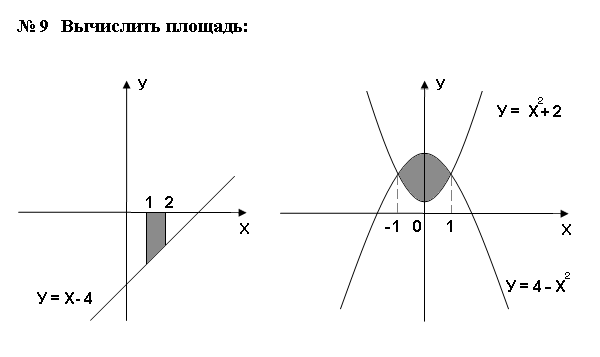 № 9 Вычислить площадь:
У
У
У = Х²+ 2
1 2
Х
-1 0 1
Х
У = Х - 4
У = 4 - Х²